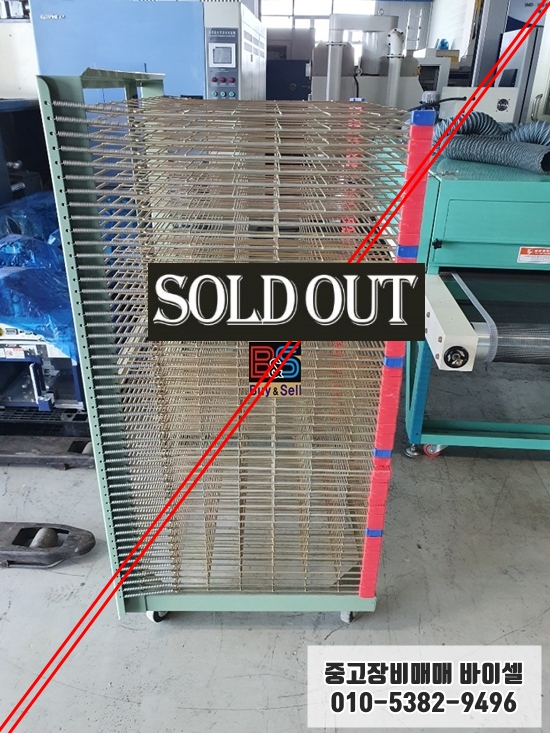 SOLD OUT
B&S
Buy & Sell
중고장비매매 바이셀
010-5382-9496